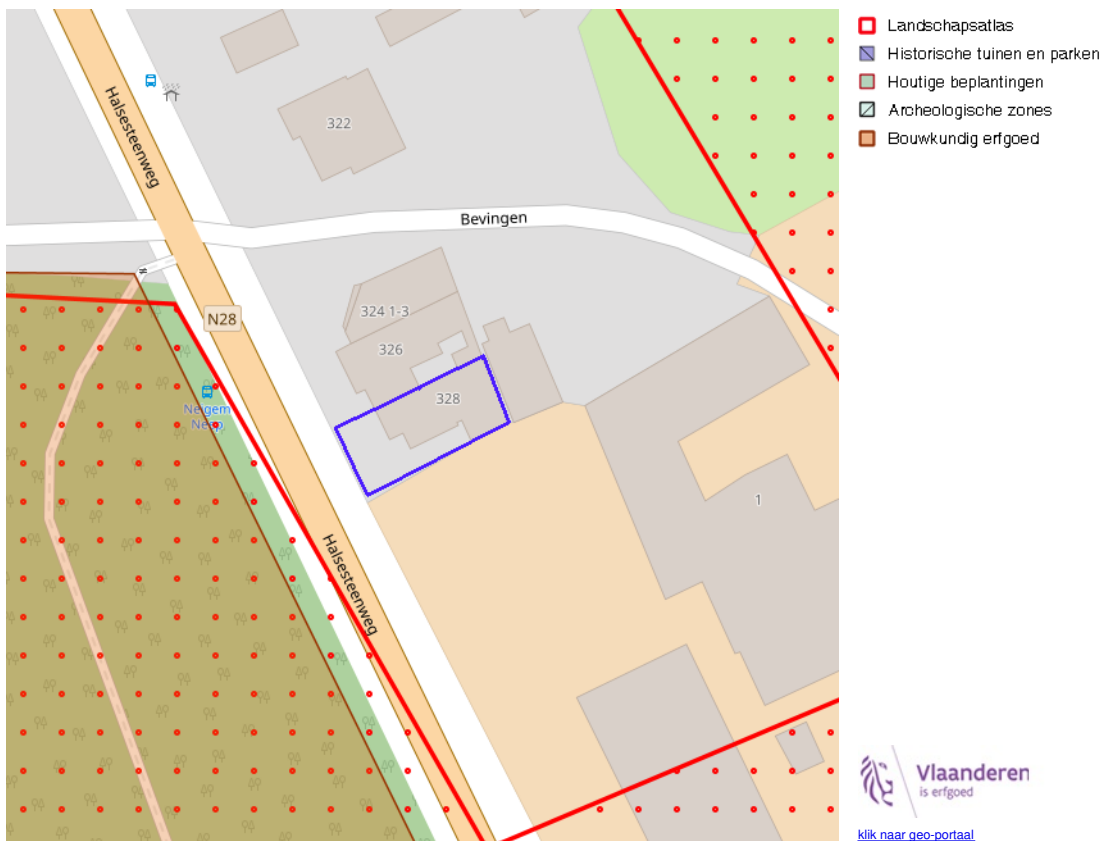 Halsesteenweg
322
Bevingen
324 1-3
N28
326
328
Neigem
Neep
1
Halsesteenweg
Landschapsatlas
Historische tuinen en parken
Houtige beplantingen
Archeologische zones
Bouwkundig erfgoed
Vlaanderen
is erfgoed
klik naar geo-portaal